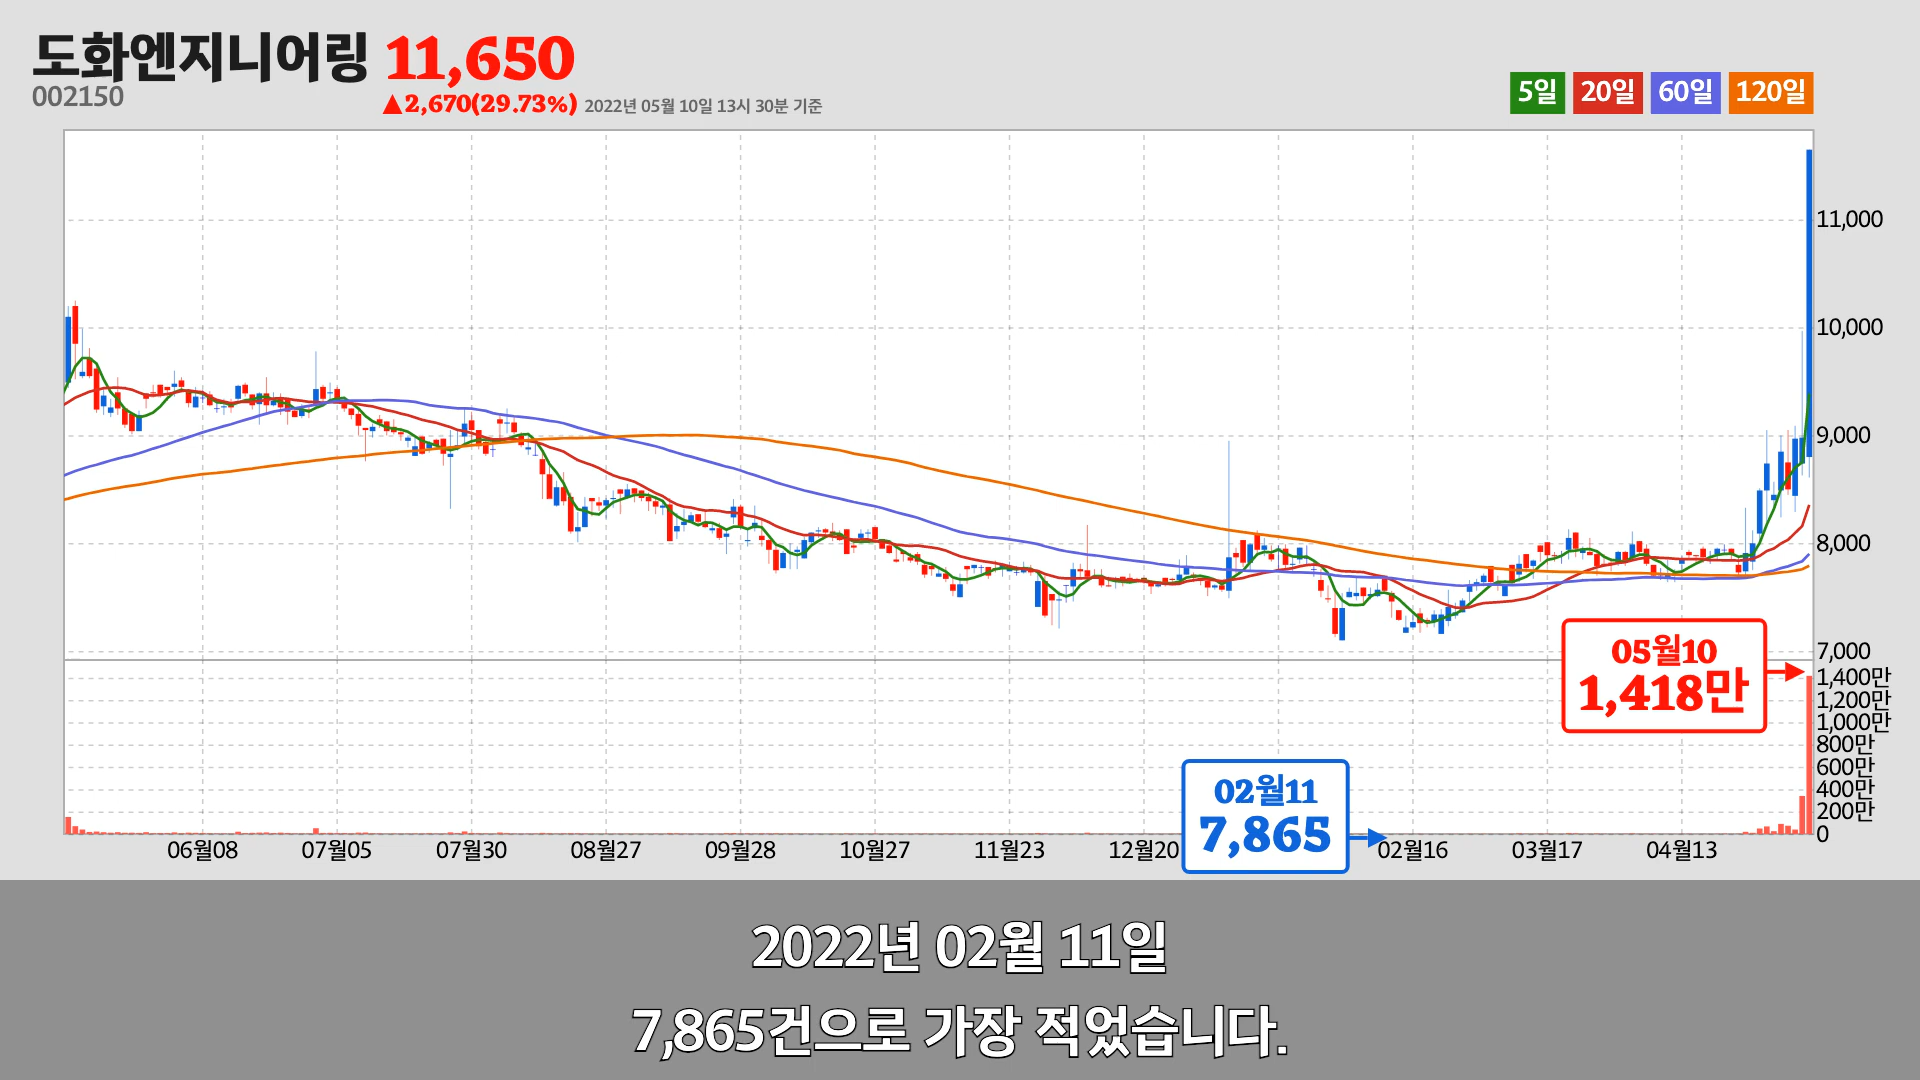 도화엔지니어링 11,650
002150
▲2,670(29.73%) 2022년 05월 10일 13시 30분 기준
5일 20일 60일 120일
11,000
10,000
9,000
8,000
7,000
05월10
1,418만
1,400만
1,200만
1,000만
800만
600만
400만
200만
0
02월11
7,865
06월08 07월05 07월30 08월27 09월28 10월27 11월23 12월20 02월16 03월17 04월13
2022년 02월 11일
7,865건으로 가장 적었습니다.